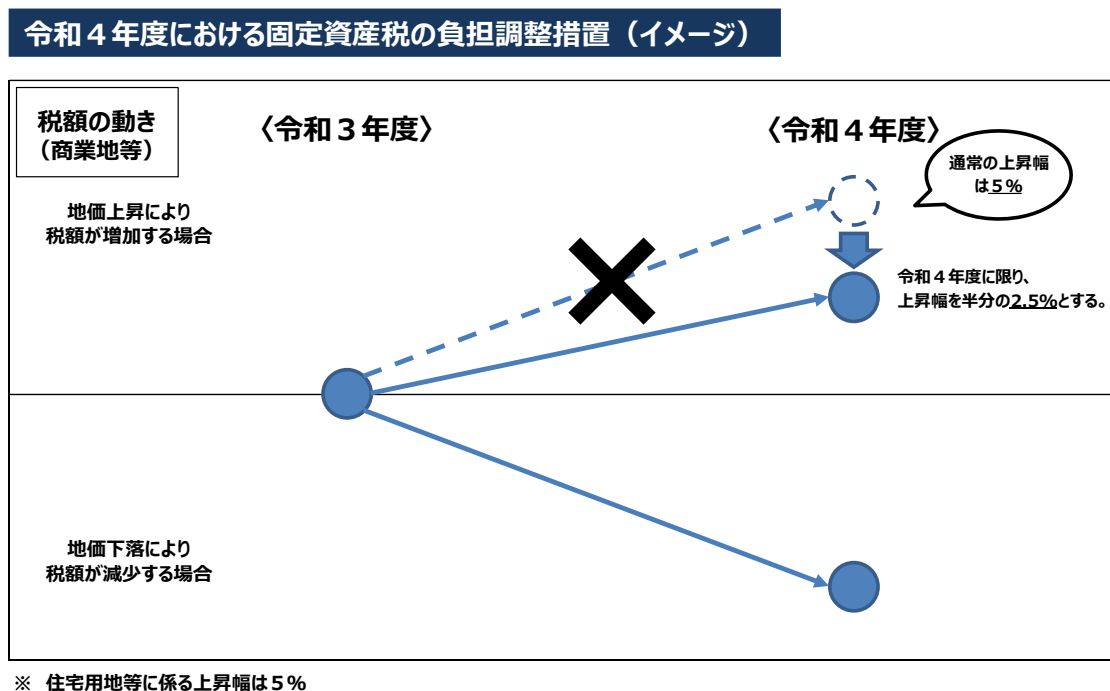 令和４年度における固定資産税の負担調整措置（イメージ）
税額の動き
（商業地等）
〈令和３年度〉
〈令和４年度〉
通常の上昇幅
は５％
地価上昇により
税額が増加する場合
令和４年度に限り、
上昇幅を半分の2.5%とする。
地価下落により
税額が減少する場合
※ 住宅用地等に係る上昇幅は５％